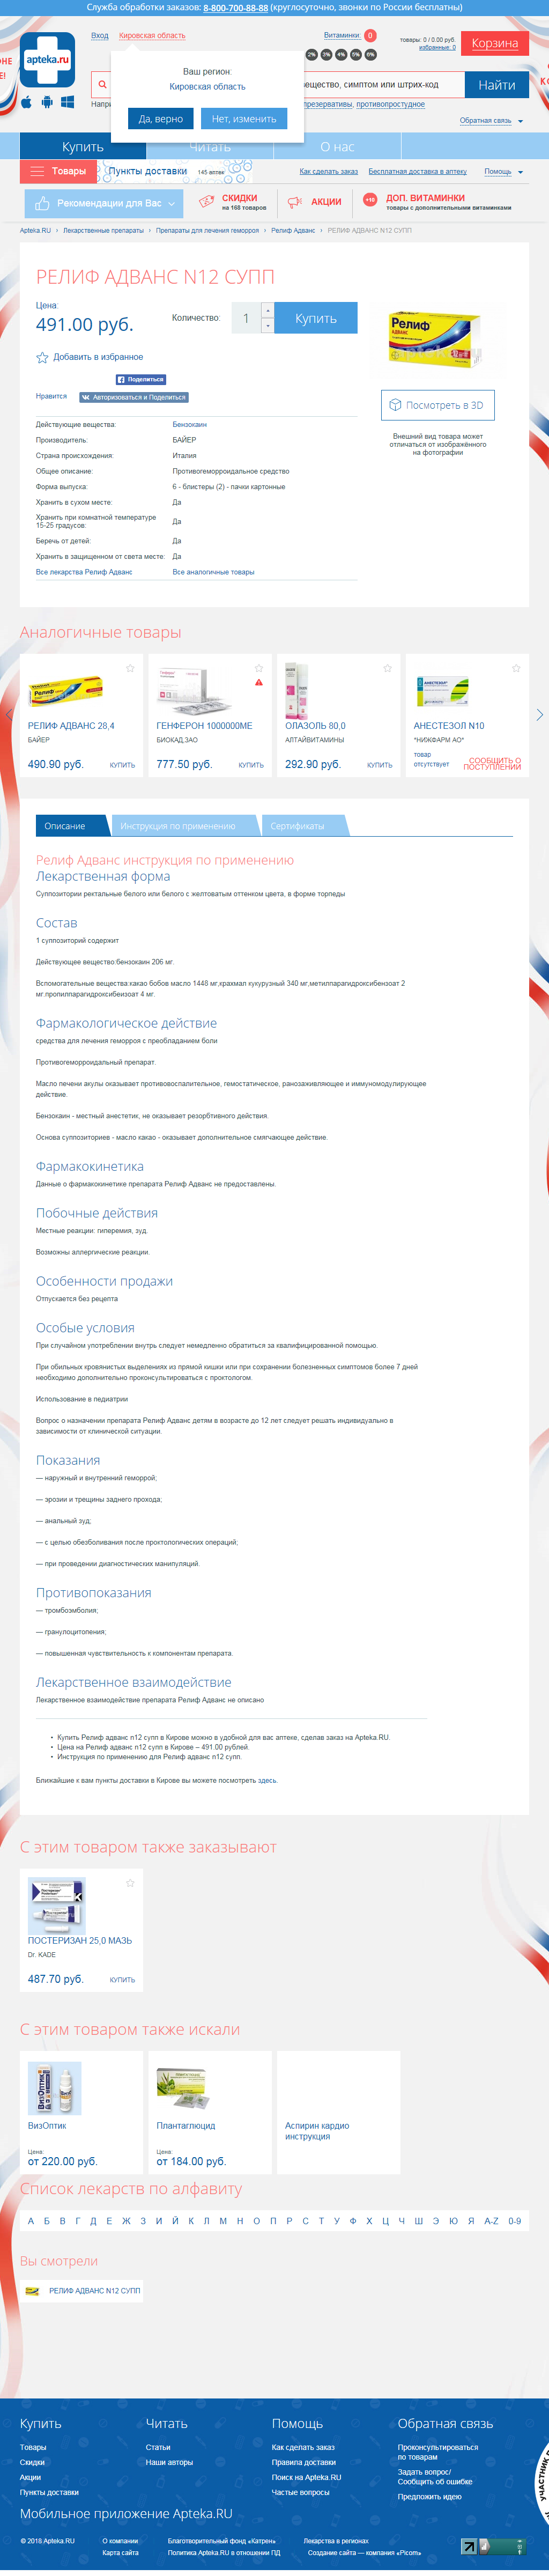 Служба обработки заказов: 8-800-700-88-88 (круглосуточно, звонки по России бесплатны)
Вход Кировская область
Витамины: 0
2% 3% 4% 5% 6%
товары: 0 / 0.00 руб.
избранные: 0
Корзина
apteka.ru
Ваш регион:
Кировская область
Да, верно Нет, изменить
вещество, симптом или штрих-код
Найти
презервативы, противопростудное
Обратная связь
Купить Читать О нас
Товары Пункты доставки 145 аптек
Как сделать заказ Бесплатная доставка в аптеку Помощь
Рекомендации для Вас
СКИДКИ
на 168 товаров
АКЦИИ
+10 ДОП. ВИТАМИНКИ
товары с дополнительными витаминками
Apteka.RU › Лекарственные препараты › Препараты для лечения геморроя › Релиф Адванс › РЕЛИФ АДВАНС N12 СУПП
РЕЛИФ АДВАНС N12 СУПП
Цена:
491.00 руб.
Количество: 1 Купить
Добавить в избранное
Поделиться
Нравится Авторизоваться и Поделиться
Релиф
АДВАНС
Посмотреть в 3D
Внешний вид товара может
отличаться от изображённого
на фотографии
Действующие вещества: Бензокаин
Производитель: БАЙЕР
Страна происхождения: Италия
Общее описание: Противогеморроидальное средство
Форма выпуска: 6 - блистеры (2) - пачки картонные
Хранить в сухом месте: Да
Хранить при комнатной температуре
15-25 градусов: Да
Беречь от детей: Да
Хранить в защищенном от света месте: Да
Все лекарства Релиф Адванс Все аналогичные товары
Аналогичные товары
РЕЛИФ АДВАНС 28,4
БАЙЕР
490.90 руб. КУПИТЬ
ГЕНФЕРОН 1000000МЕ
БИОКАД,ЗАО
777.50 руб. КУПИТЬ
ОЛАЗОЛЬ 80,0
АЛТАЙВИТАМИНЫ
292.90 руб. КУПИТЬ
АНЕСТЕЗОЛ N10
*НИЖФАРМ АО*
товар
отсутствует
СООБЩИТЬ О
ПОСТУПЛЕНИИ
Описание Инструкция по применению Сертификаты
Релиф Адванс инструкция по применению
Лекарственная форма
Суппозитории ректальные белого или белого с желтоватым оттенком цвета, в форме торпеды
Состав
1 суппозиторий содержит
Действующее вещество:бензокаин 206 мг.
Вспомогательные вещества какао бобов масло 1448 мг,крахмал кукурузный 340 мг,метилпарагидроксибензоат 2
мг.пропилпарагидроксибензоат 4 мг.
Фармакологическое действие
средства для лечения геморроя с преобладанием боли
Противогеморроидальный препарат.
Масло печени акулы оказывает противовоспалительное, гемостатическое, ранозаживляющее и иммуномодулирующее
действие.
Бензокаин - местный анестетик, не оказывает резорбтивного действия.
Основа суппозиториев - масло какао - оказывает дополнительное смягчающее действие.
Фармакокинетика
Данные о фармакокинетике препарата Релиф Адванс не предоставлены.
Побочные действия
Местные реакции: гиперемия, зуд.
Возможны аллергические реакции.
Особенности продажи
Отпускается без рецепта
Особые условия
При случайном употреблении внутрь следует немедленно обратиться за квалифицированной помощью.
При обильных кровянистых выделениях из прямой кишки или при сохранении болезненных симптомов более 7 дней
необходимо дополнительно проконсультироваться с проктологом.
Использование в педиатрии
Вопрос о назначении препарата Релиф Адванс детям в возрасте до 12 лет следует решать индивидуально в
зависимости от клинической ситуации.
Показания
— наружный и внутренний геморрой;
— эрозии и трещины заднего прохода;
— анальный зуд;
— с целью обезболивания после проктологических операций;
— при проведении диагностических манипуляций.
Противопоказания
— тромбоэмболия;
— гранулоцитопения;
— повышенная чувствительность к компонентам препарата.
Лекарственное взаимодействие
Лекарственное взаимодействие препарата Релиф Адванс не описано
• Купить Релиф адванс n12 супп в Кирове можно в удобной для вас аптеке, сделав заказ на Apteka.RU.
• Цена на Релиф адванс n12 супп в Кирове – 491.00 рублей.
• Инструкция по применению для Релиф адванс n12 супп.
Ближайшие к вам пункты доставки в Кирове вы можете посмотреть здесь.
С этим товаром также заказывают
ПОСТЕРИЗАН 25,0 МАЗЬ
Dr. KADE
487.70 руб. КУПИТЬ
С этим товаром также искали
ВизОптик
Цена:
от 220.00 руб.
Плантаглюцид
Цена:
от 184.00 руб.
Аспирин кардио
инструкция
Список лекарств по алфавиту
А Б В Г Д Е Ж З И Й К Л М Н О П Р С Т У Ф Х Ц Ч Ш Э Ю Я A-Z 0-9
Вы смотрели
РЕЛИФ АДВАНС N12 СУПП
Купить Читать Помощь Обратная связь
Товары Статьи Как сделать заказ Проконсультироваться
по товарам
Скидки Наши авторы Правила доставки Задать вопрос/
Сообщить об ошибке
Акции Поиск на Apteka.RU
Пункты доставки Частые вопросы Предложить идею
Мобильное приложение Apteka.RU
© 2018 Apteka.RU О компании Благотворительный фонд «Катрен» Лекарства в регионах
Карта сайта Политика Apteka.RU в отношении ПД Создание сайта — компания «Picom»